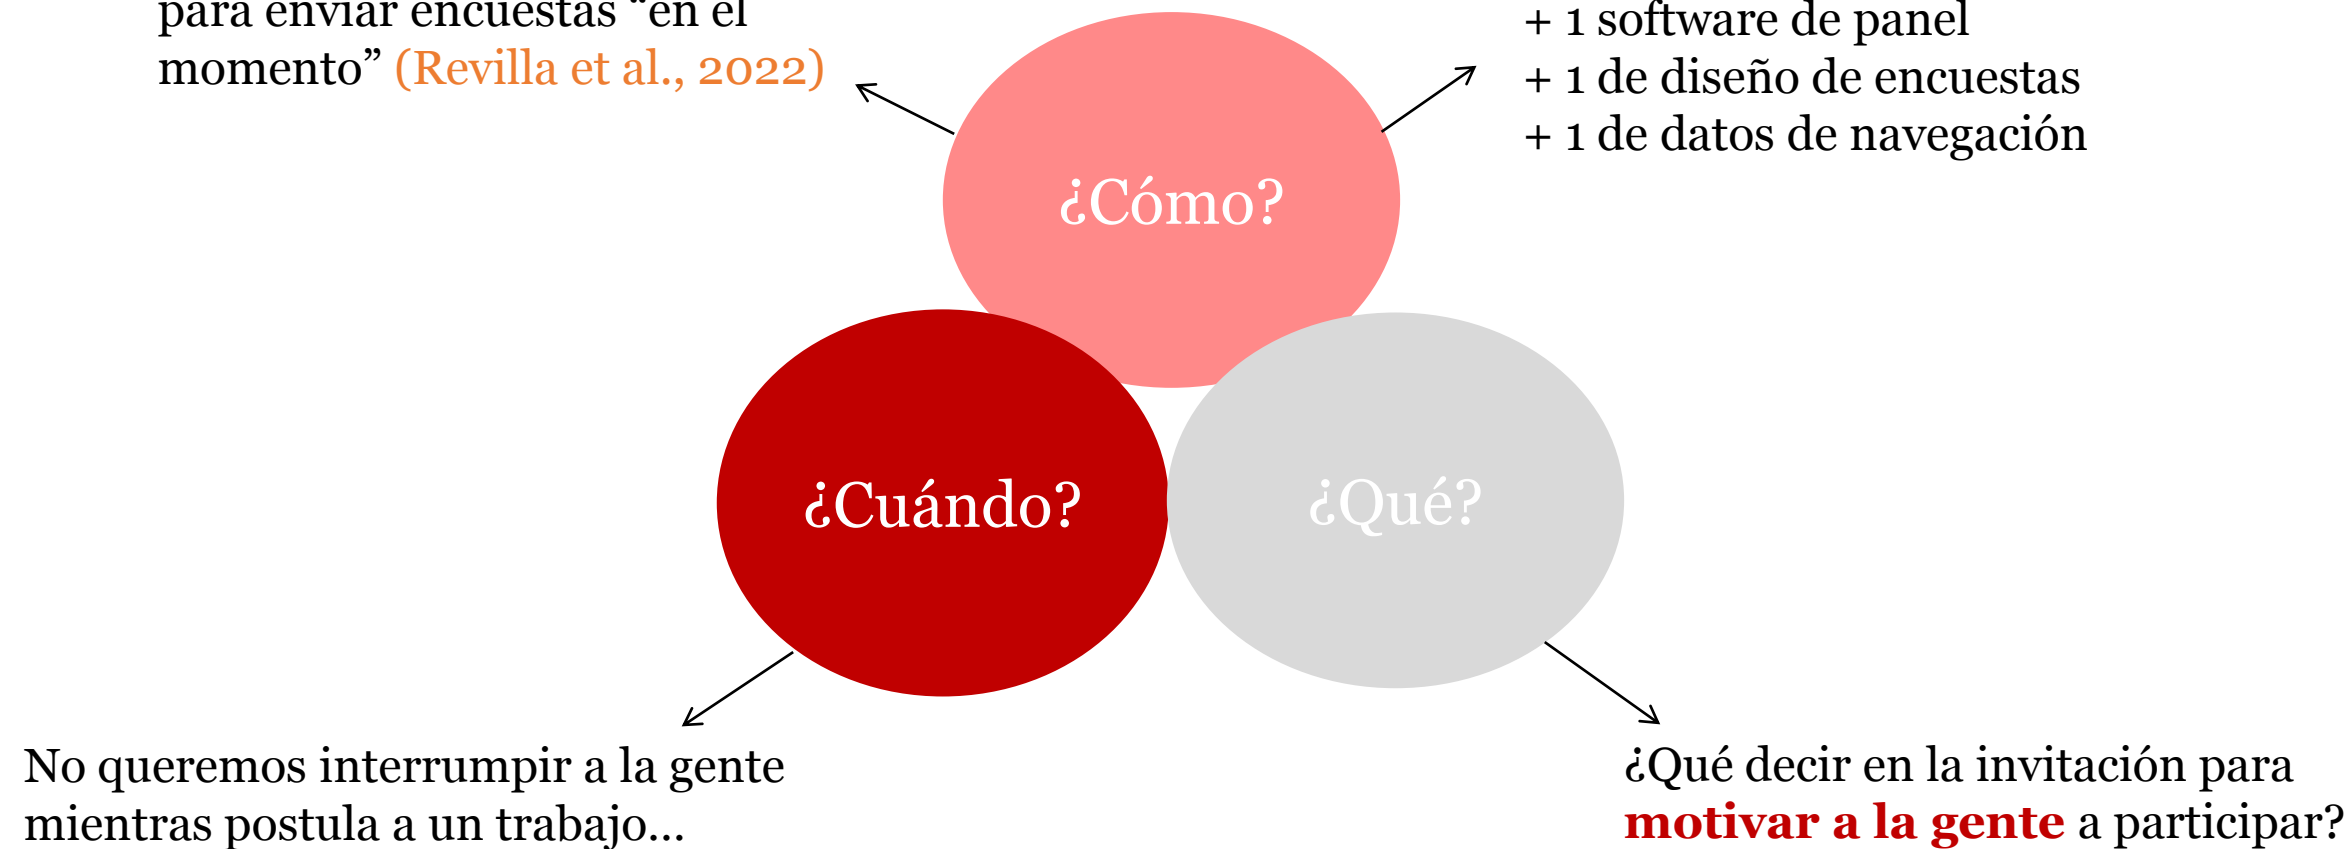 para enviar encuestas “en el
momento” (Revilla et al., 2022)
+ 1 software de panel
+ 1 de diseño de encuestas
+ 1 de datos de navegación
¿Cómo?
¿Cuándo?
¿Qué?
No queremos interrumpir a la gente
mientras postula a un trabajo...
¿Qué decir en la invitación para
motivar a la gente a participar?